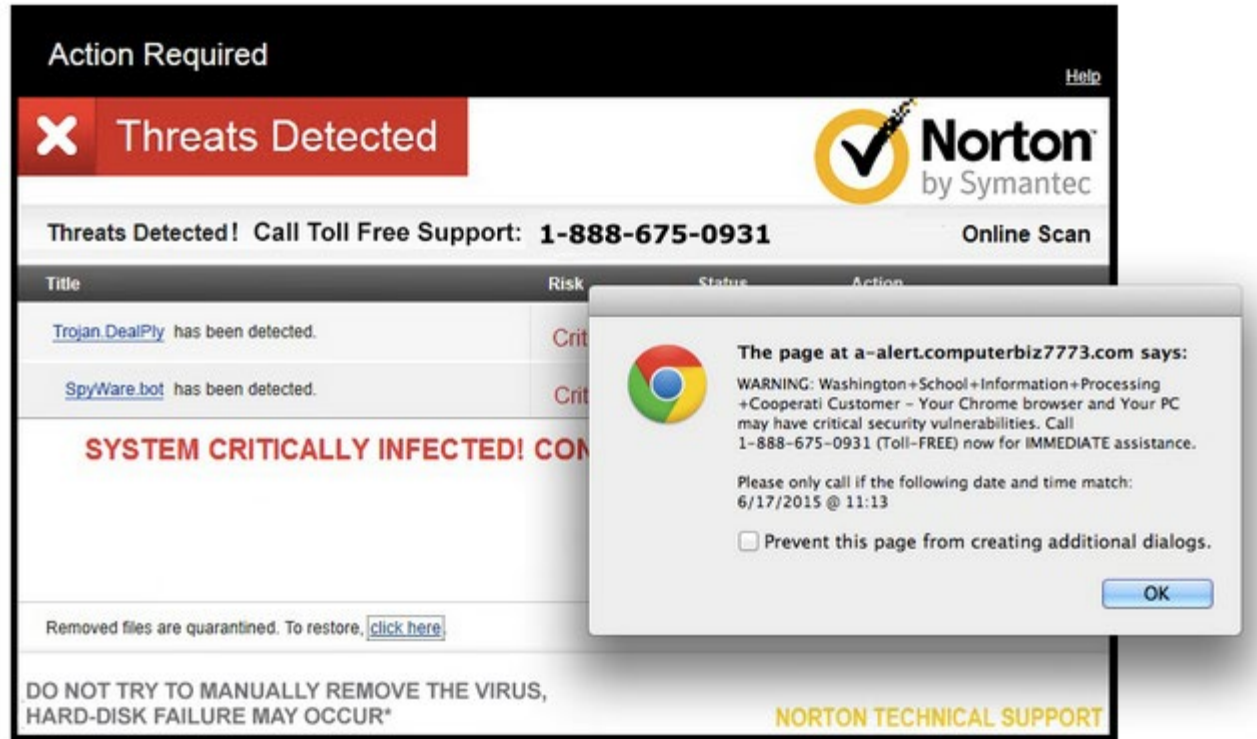 Action Required
Help
Threats Detected
Norton
by Symantec
Threats Detected! Call Toll Free Support: 1-888-675-0931
Online Scan
Title Risk Status Action
Trojan.DealPly has been detected.
Crit
SpyWare.bot has been detected.
Crit
SYSTEM CRITICALLY INFECTED! CON
The page at a-alert.computerbiz7773.com says:
WARNING: Washington+School+Information+Processing
+Cooperati Customer – Your Chrome browser and Your PC
may have critical security vulnerabilities. Call
1-888-675-0931 (Toll-FREE) now for IMMEDIATE assistance.
Please only call if the following date and time match:
6/17/2015 @ 11:13
Prevent this page from creating additional dialogs.
OK
Removed files are quarantined. To restore, click here.
DO NOT TRY TO MANUALLY REMOVE THE VIRUS,
HARD-DISK FAILURE MAY OCCUR*
NORTON TECHNICAL SUPPORT